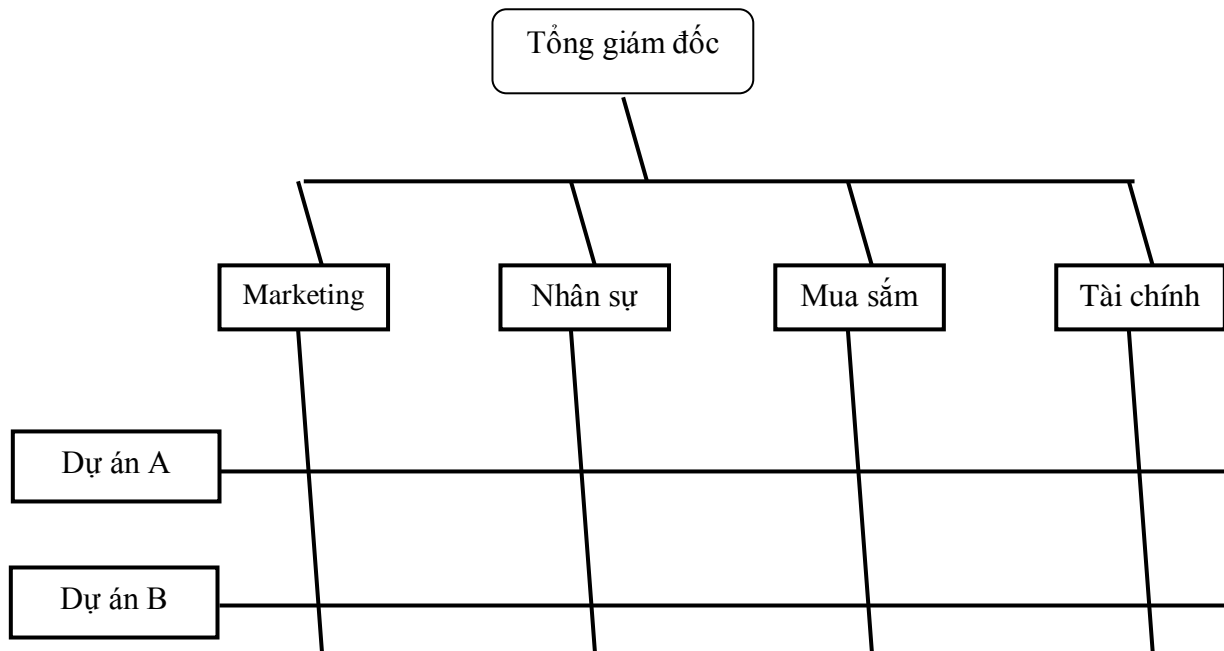 Tổng giám đốc
Marketing
Nhân sự
Mua sắm
Tài chính
Dự án A
Dự án B